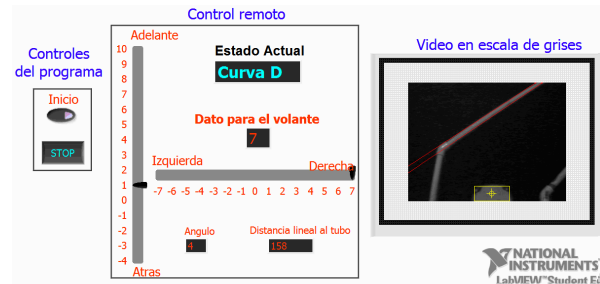 Control remoto
Controles
del programa
Inicio
STOP
Adelante
10
9
8
7
6
5
4
3
2
1
0
-1
-2
-3
-4
Atras
Estado Actual
Curva D
Dato para el volante
7
Izquierda
Derecha
-7 -6 -5 -4 -3 -2 -1 0 1 2 3 4 5 6 7
Angulo
4
Distancia lineal al tubo
158
Video en escala de grises
NATIONAL
INSTRUMENTS
LabVIEW Student Ed